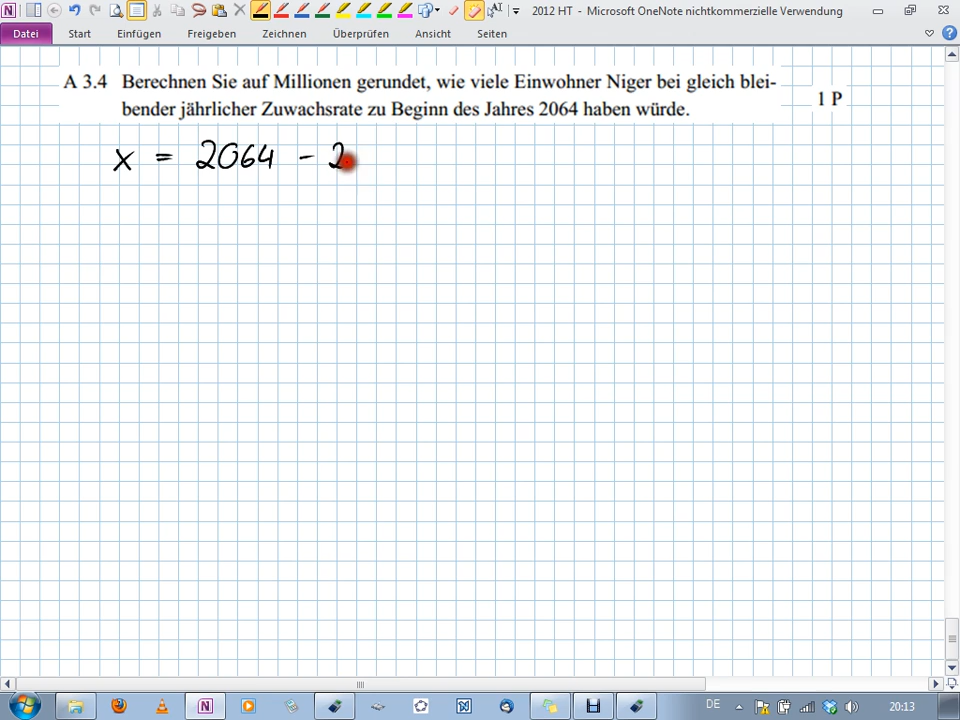 2012 HT - Microsoft OneNote nichtkommerzielle Verwendung
Datei Start Einfügen Freigeben Zeichnen Überprüfen Ansicht Seiten
A 3.4 Berechnen Sie auf Millionen gerundet, wie viele Einwohner Niger bei gleich blei-
bender jährlicher Zuwachsrate zu Beginn des Jahres 2064 haben würde.
1 P
x = 2064 - 2
DE 20:13